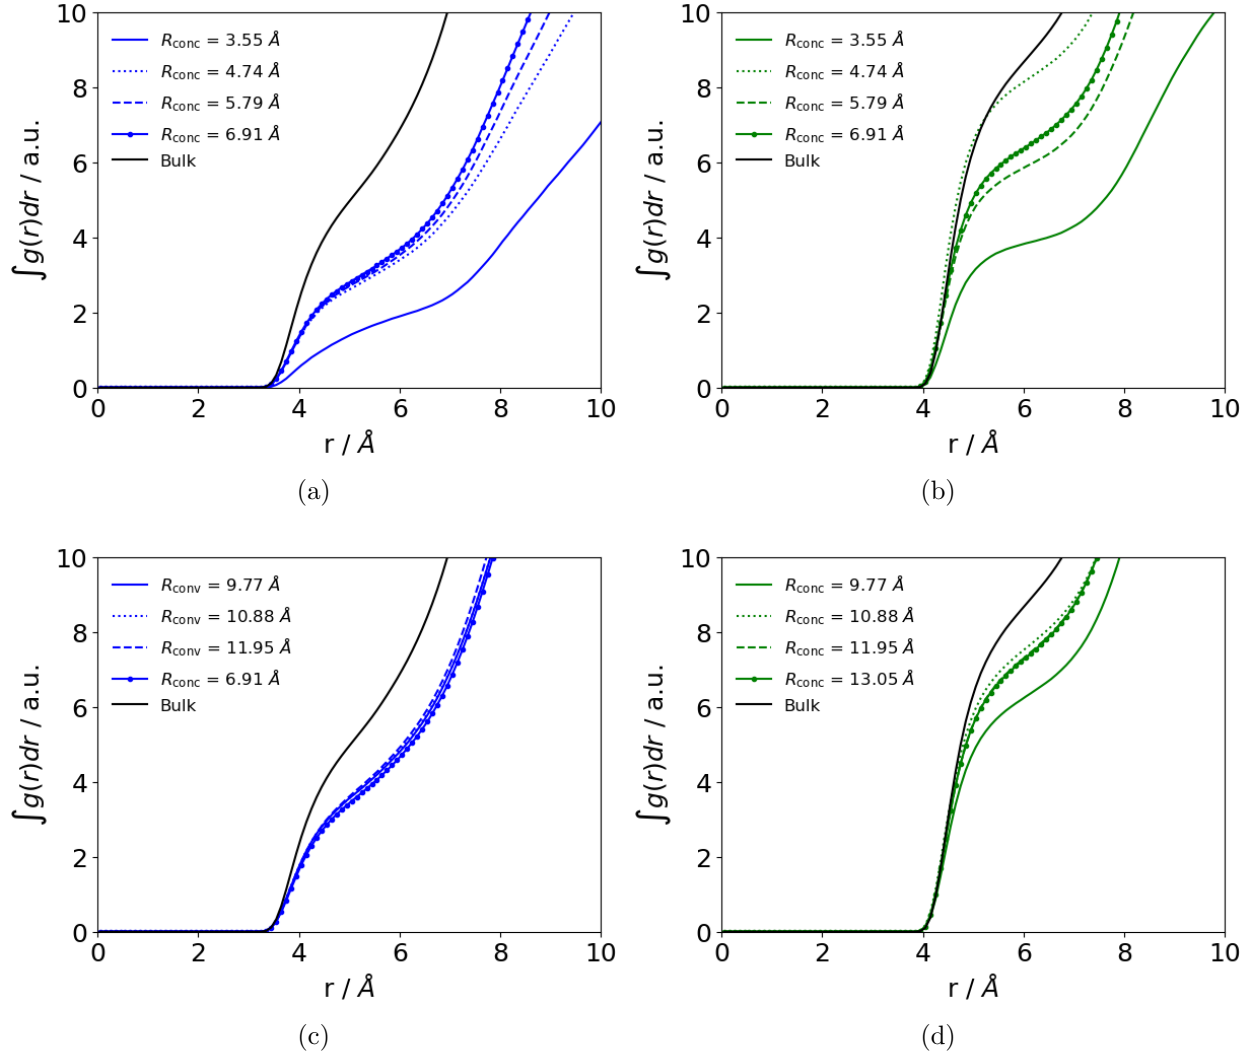 10
8
6
4
2
0
∫g(r)dr / a.u.
R_conc = 3.55 Å
R_conc = 4.74 Å
R_conc = 5.79 Å
R_conc = 6.91 Å
Bulk
0 2 4 6 8 10
r / Å
(a)
10
8
6
4
2
0
∫g(r)dr / a.u.
R_conc = 3.55 Å
R_conc = 4.74 Å
R_conc = 5.79 Å
R_conc = 6.91 Å
Bulk
0 2 4 6 8 10
r / Å
(b)
10
8
6
4
2
0
∫g(r)dr / a.u.
R_conv = 9.77 Å
R_conv = 10.88 Å
R_conv = 11.95 Å
R_conc = 6.91 Å
Bulk
0 2 4 6 8 10
r / Å
(c)
10
8
6
4
2
0
∫g(r)dr / a.u.
R_conc = 9.77 Å
R_conc = 10.88 Å
R_conc = 11.95 Å
R_conc = 13.05 Å
Bulk
0 2 4 6 8 10
r / Å
(d)